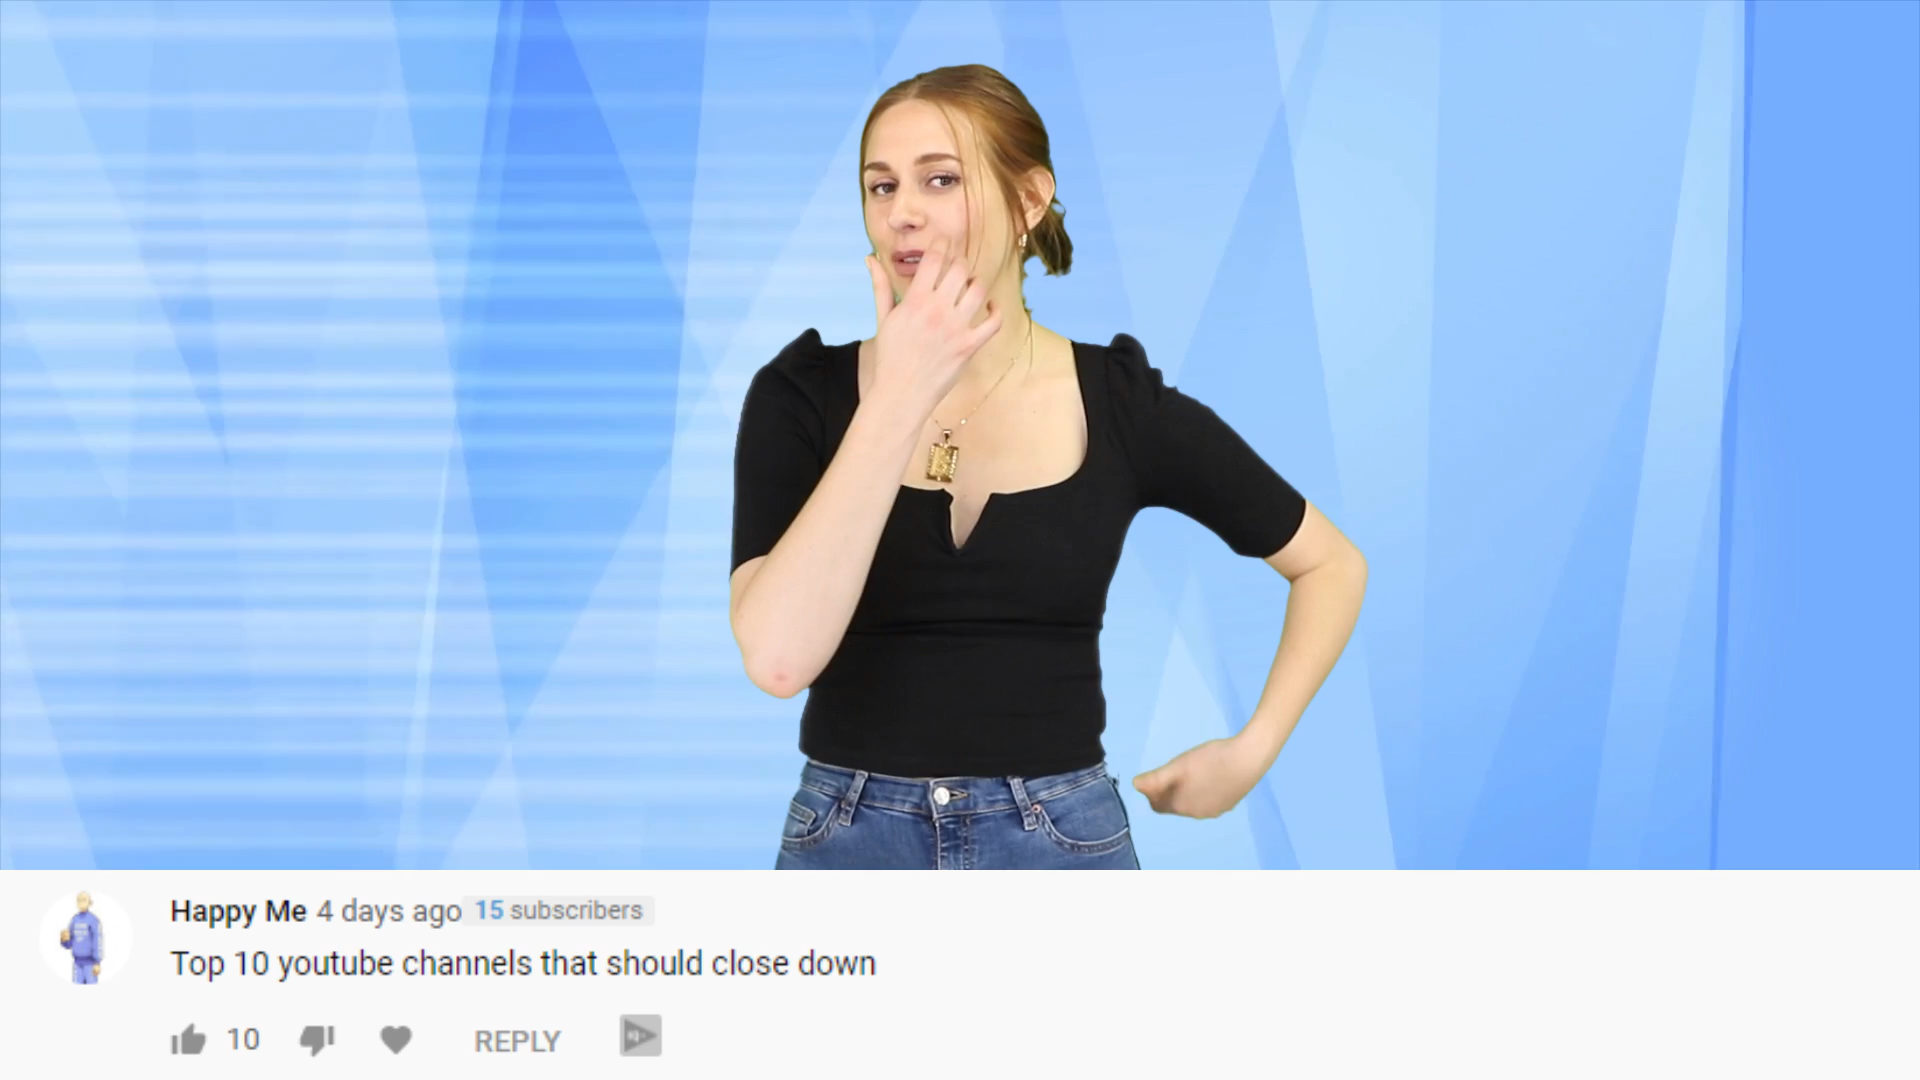 Happy Me 4 days ago 15 subscribers
Top 10 youtube channels that should close down
10 REPLY